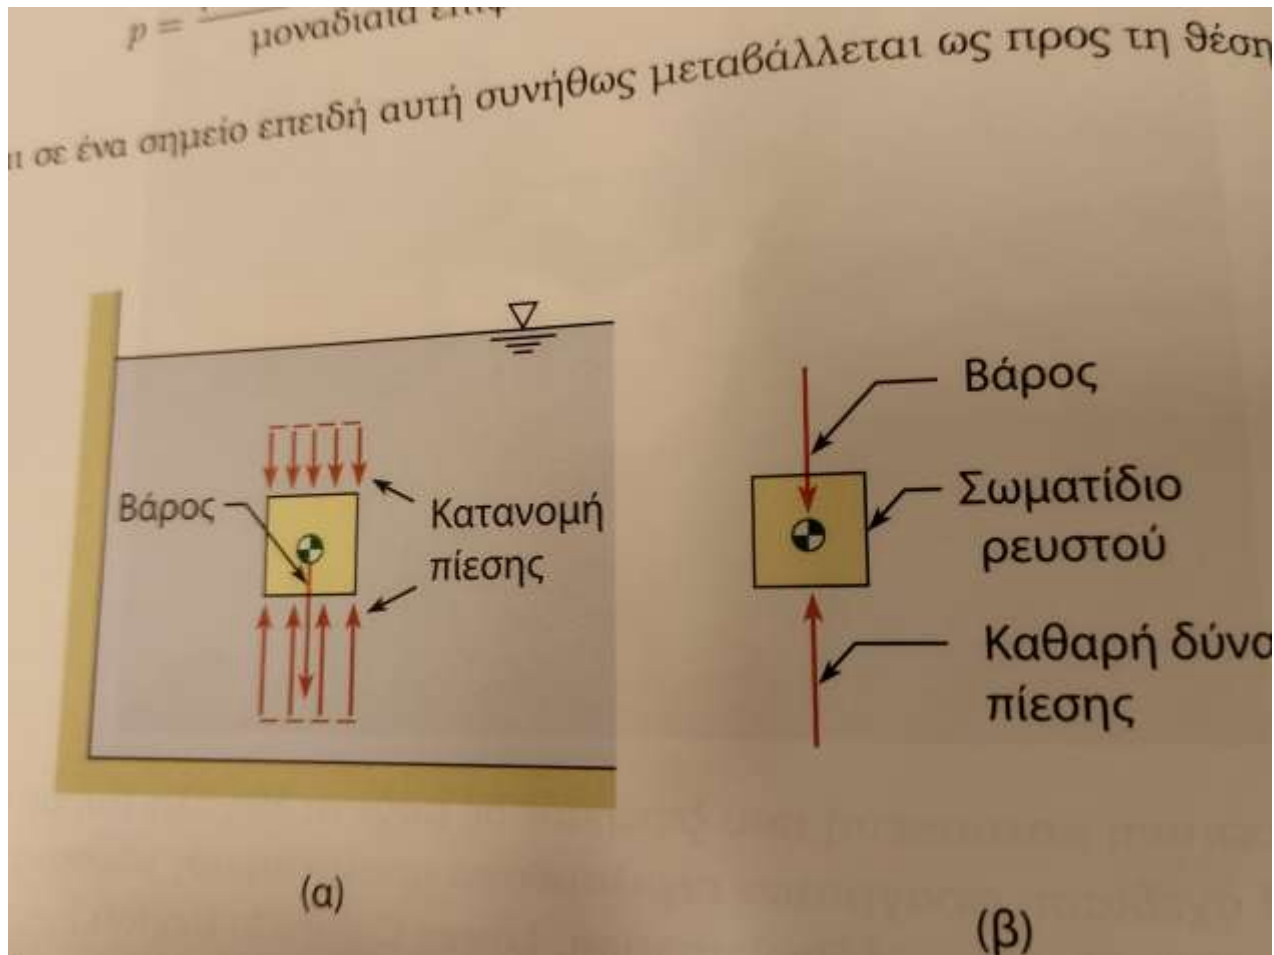 p =
μοναδιαία
σε ένα σημείο επειδή αυτή συνήθως μεταβάλλεται ως προς τη θέση
Βάρος
Κατανομή
πίεσης
(α)
Βάρος
Σωματίδιο
ρευστού
Καθαρή
πίεσης
(β)